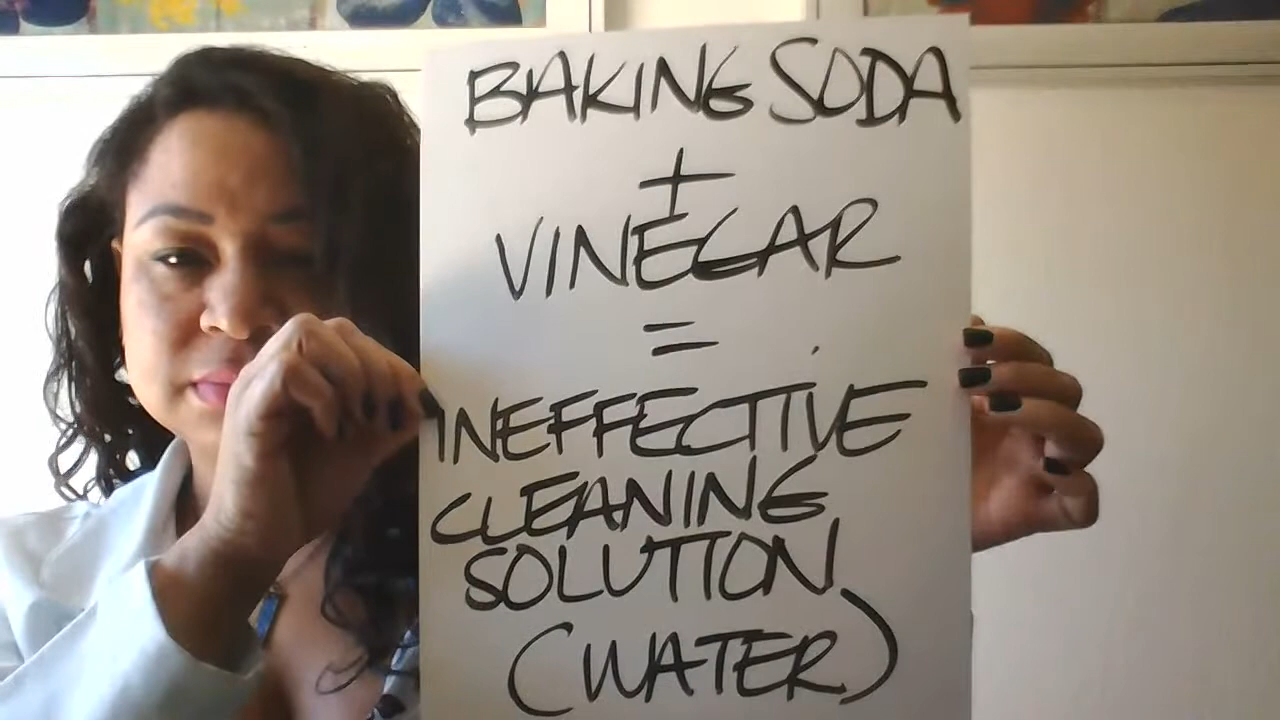 BAKING SODA
+
VINEGAR
=
INEFFECTIVE
CLEANING
SOLUTION
(WATER)